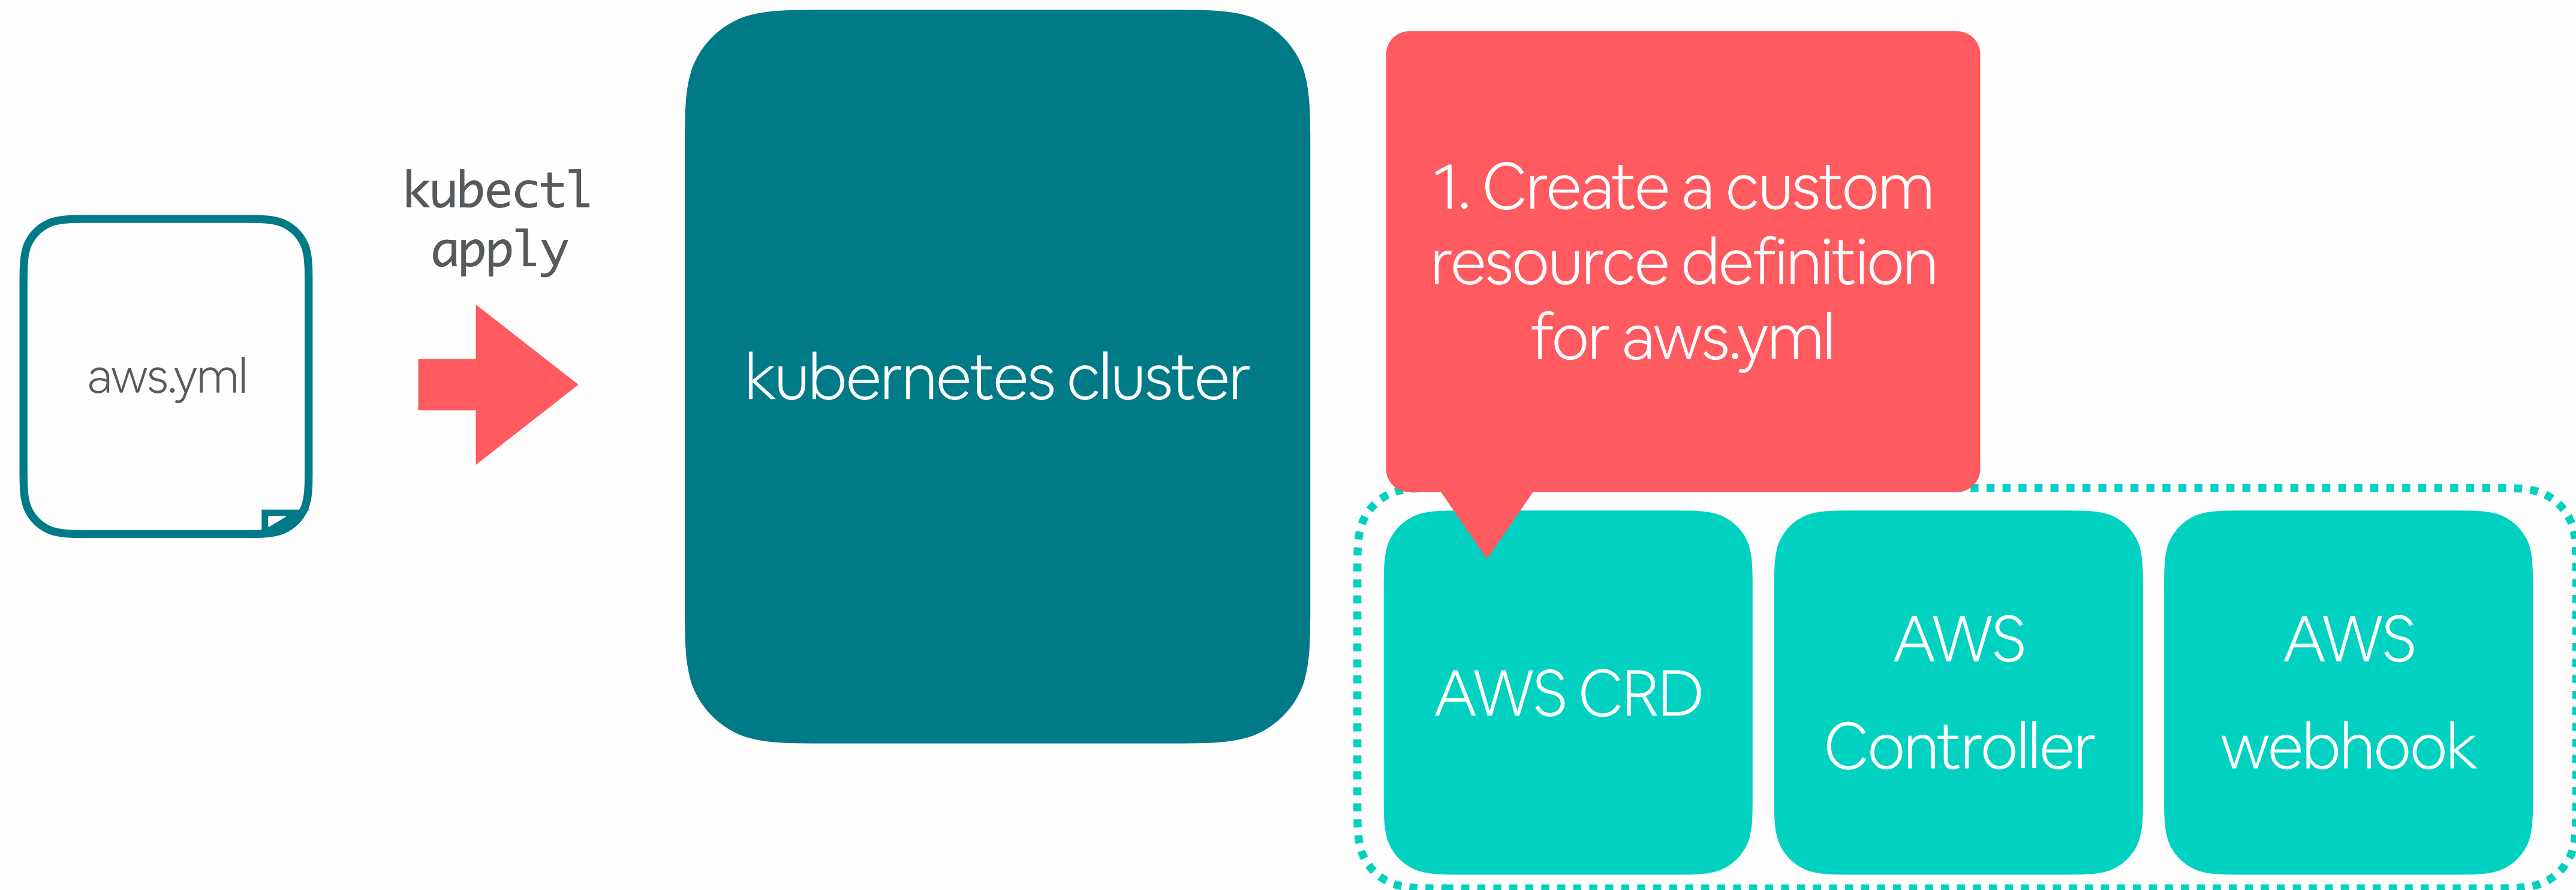 aws.yml
kubectl
apply
kubernetes cluster
1. Create a custom
resource definition
for aws.yml
AWS CRD
AWS
Controller
AWS
webhook